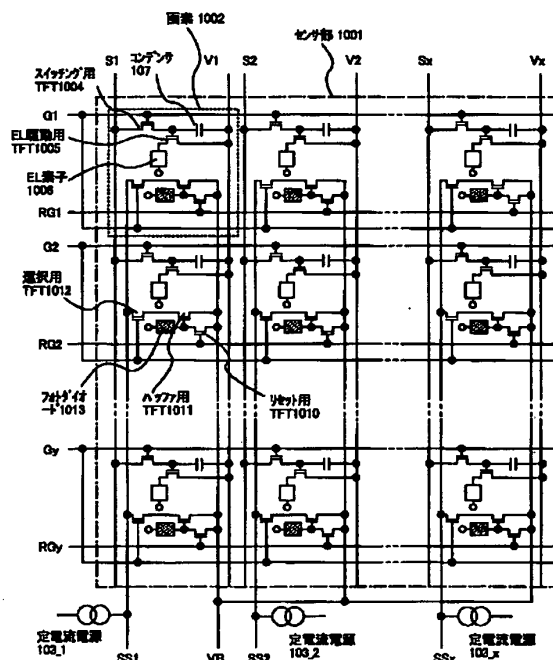 画素 1002
センサ部 1001
S1
V1
S2
V2
Sx
Vx
コンデンサ
107
スイッチング用
TFT1004
G1
EL駆動用
TFT1005
EL素子
1006
RG1
G2
選択用
TFT1012
RG2
フォトダイオ
ード1013
バッファ用
TFT1011
リセット用
TFT1010
Gy
RGy
定電流電源
103_1
SS1
VB
SS2
定電流電源
103_2
SSx
定電流電源
103_x